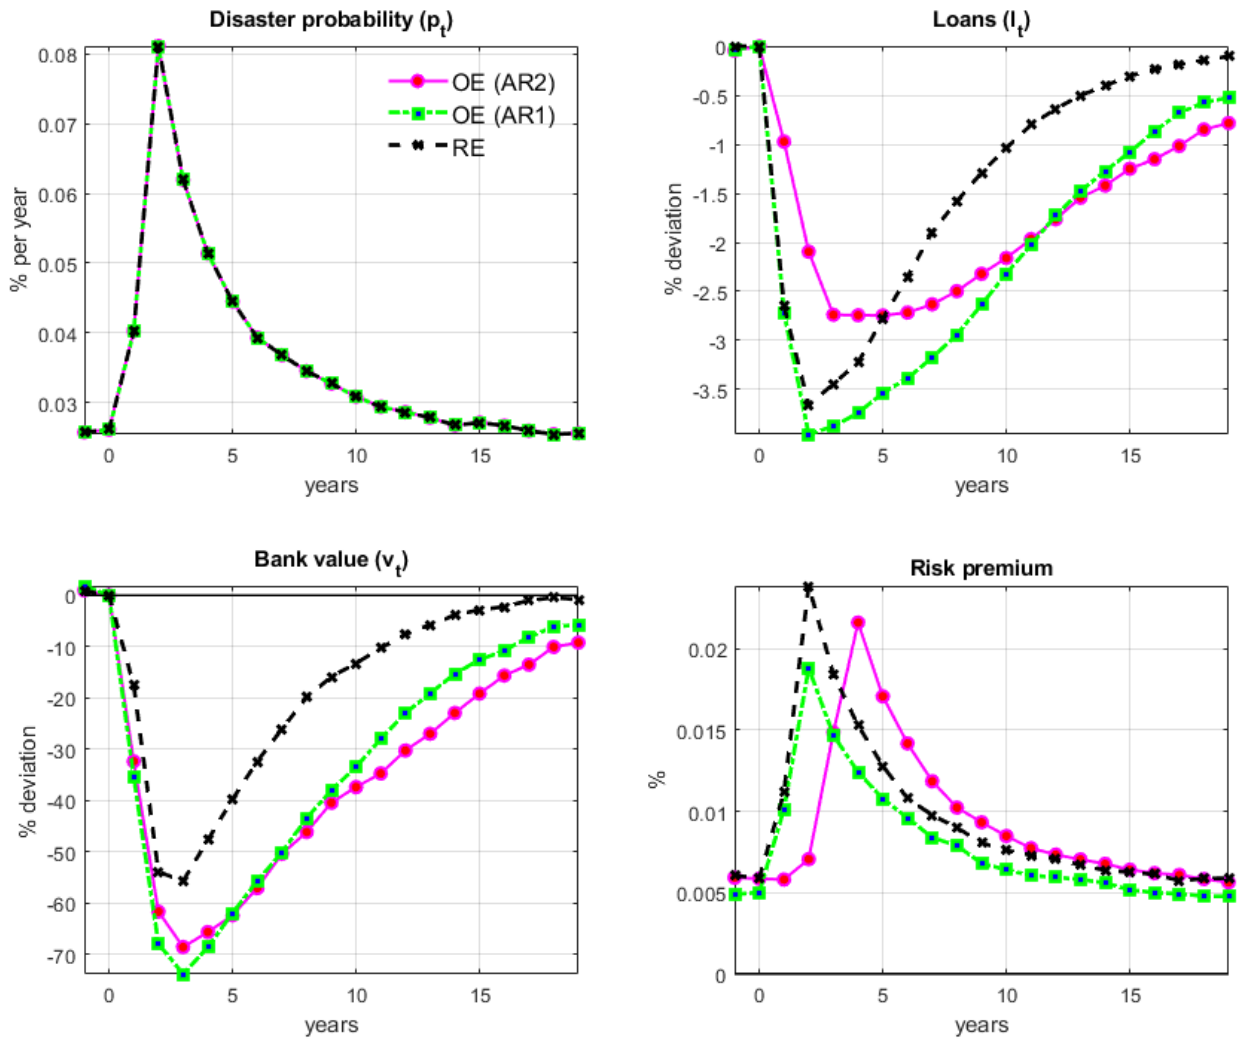 Disaster probability (p_t)
% per year
0.08
0.07
0.06
0.05
0.04
0.03
OE (AR2)
OE (AR1)
RE
0 5 10 15
years
Loans (l_t)
% deviation
0
-0.5
-1
-1.5
-2
-2.5
-3
-3.5
0 5 10 15
years
Bank value (v_t)
% deviation
0
-10
-20
-30
-40
-50
-60
-70
0 5 10 15
years
Risk premium
%
0.02
0.015
0.01
0.005
0
0 5 10 15
years